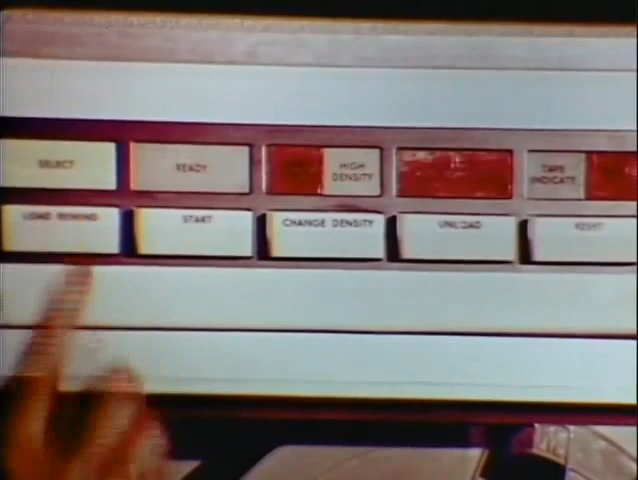 SELECT
READY
HIGH
DENSITY
TAPE
INDICATE
LOAD REWIND
START
CHANGE DENSITY
UNLOAD
RESET